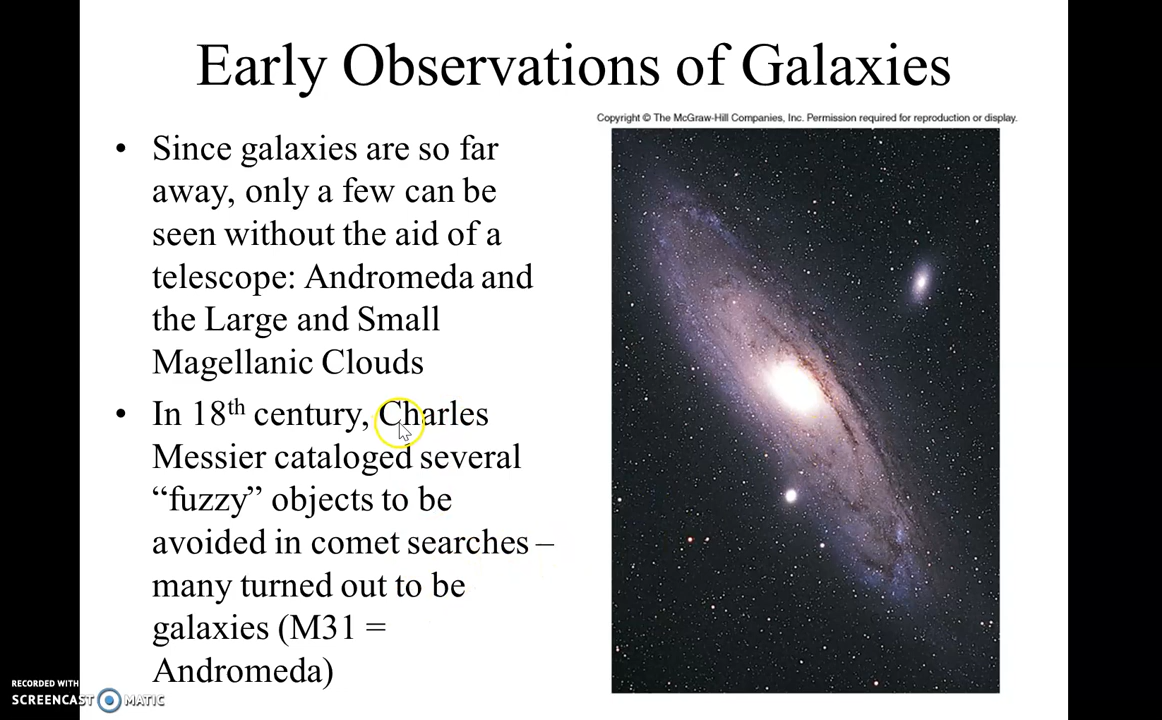 Early Observations of Galaxies
Copyright © The McGraw-Hill Companies, Inc. Permission required for reproduction or display.
• Since galaxies are so far
away, only a few can be
seen without the aid of a
telescope: Andromeda and
the Large and Small
Magellanic Clouds
• In 18th century, Charles
Messier cataloged several
“fuzzy” objects to be
avoided in comet searches –
many turned out to be
galaxies (M31 =
Andromeda)
RECORDED WITH
SCREENCAST MATIC